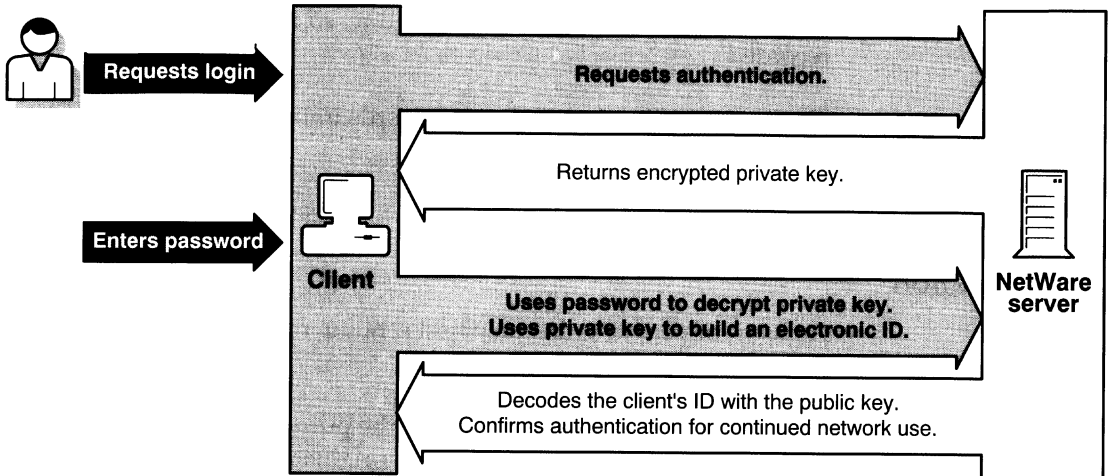 Requests login
Requests authentication.
Returns encrypted private key.
Enters password
Client
Uses password to decrypt private key.
Uses private key to build an electronic ID.
NetWare
server
Decodes the client's ID with the public key.
Confirms authentication for continued network use.